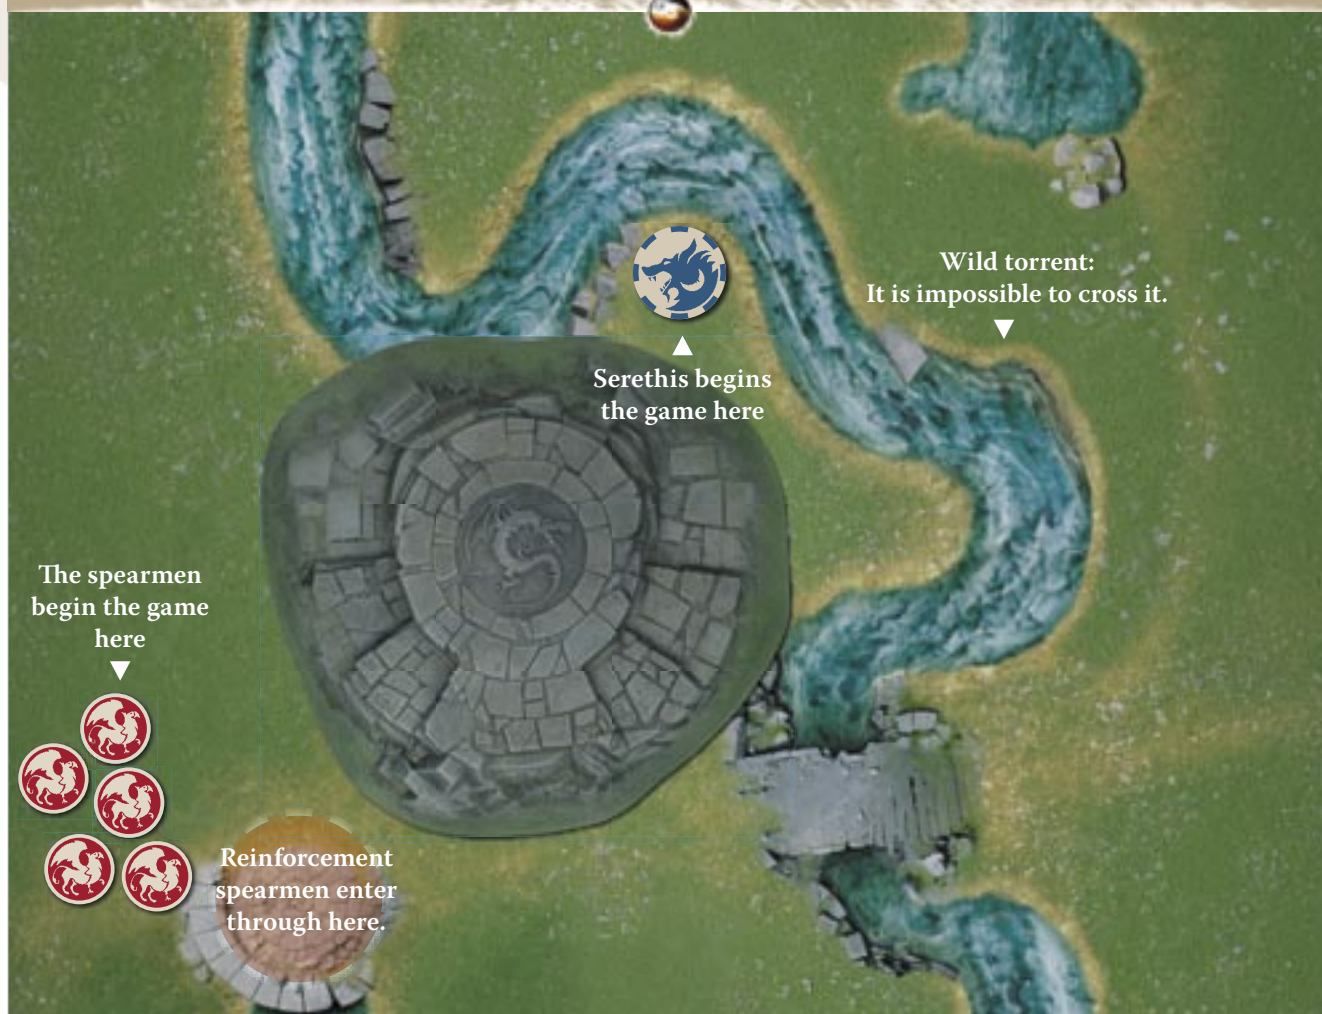 Wild torrent:
It is impossible to cross it.
Serethis begins
the game here
The spearmen
begin the game
here
Reinforcement
spearmen enter
through here.